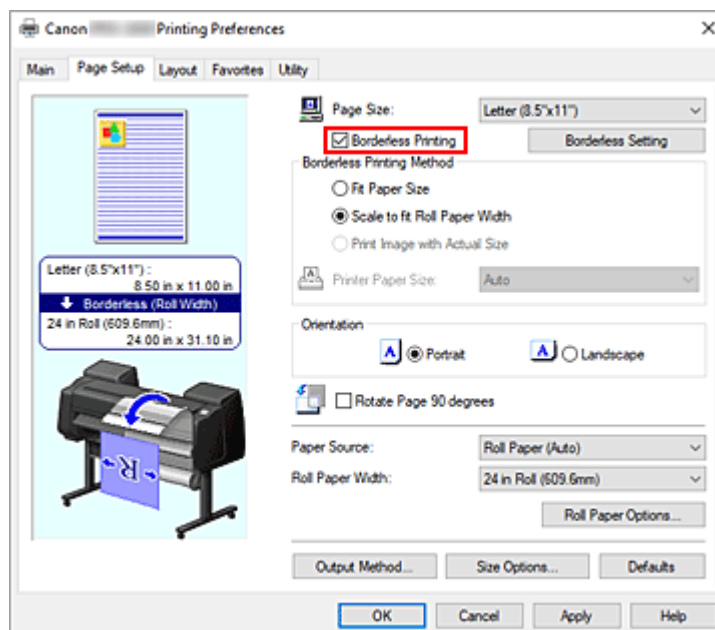 Canon Printing Preferences
Main Page Setup Layout Favorites Utility
Page Size: Letter (8.5"x11")
Borderless Printing Borderless Setting
Borderless Printing Method
Fit Paper Size
Scale to fit Roll Paper Width
Print Image with Actual Size
Printer Paper Size: Auto
Letter (8.5"x11") :
8.50 in x 11.00 in
Borderless (Roll Width)
24 in Roll (609.6mm) :
24.00 in x 31.10 in
Orientation
A Portrait A Landscape
Rotate Page 90 degrees
Paper Source: Roll Paper (Auto)
Roll Paper Width: 24 in Roll (609.6mm)
Roll Paper Options...
R
Output Method... Size Options... Defaults
OK Cancel Apply Help